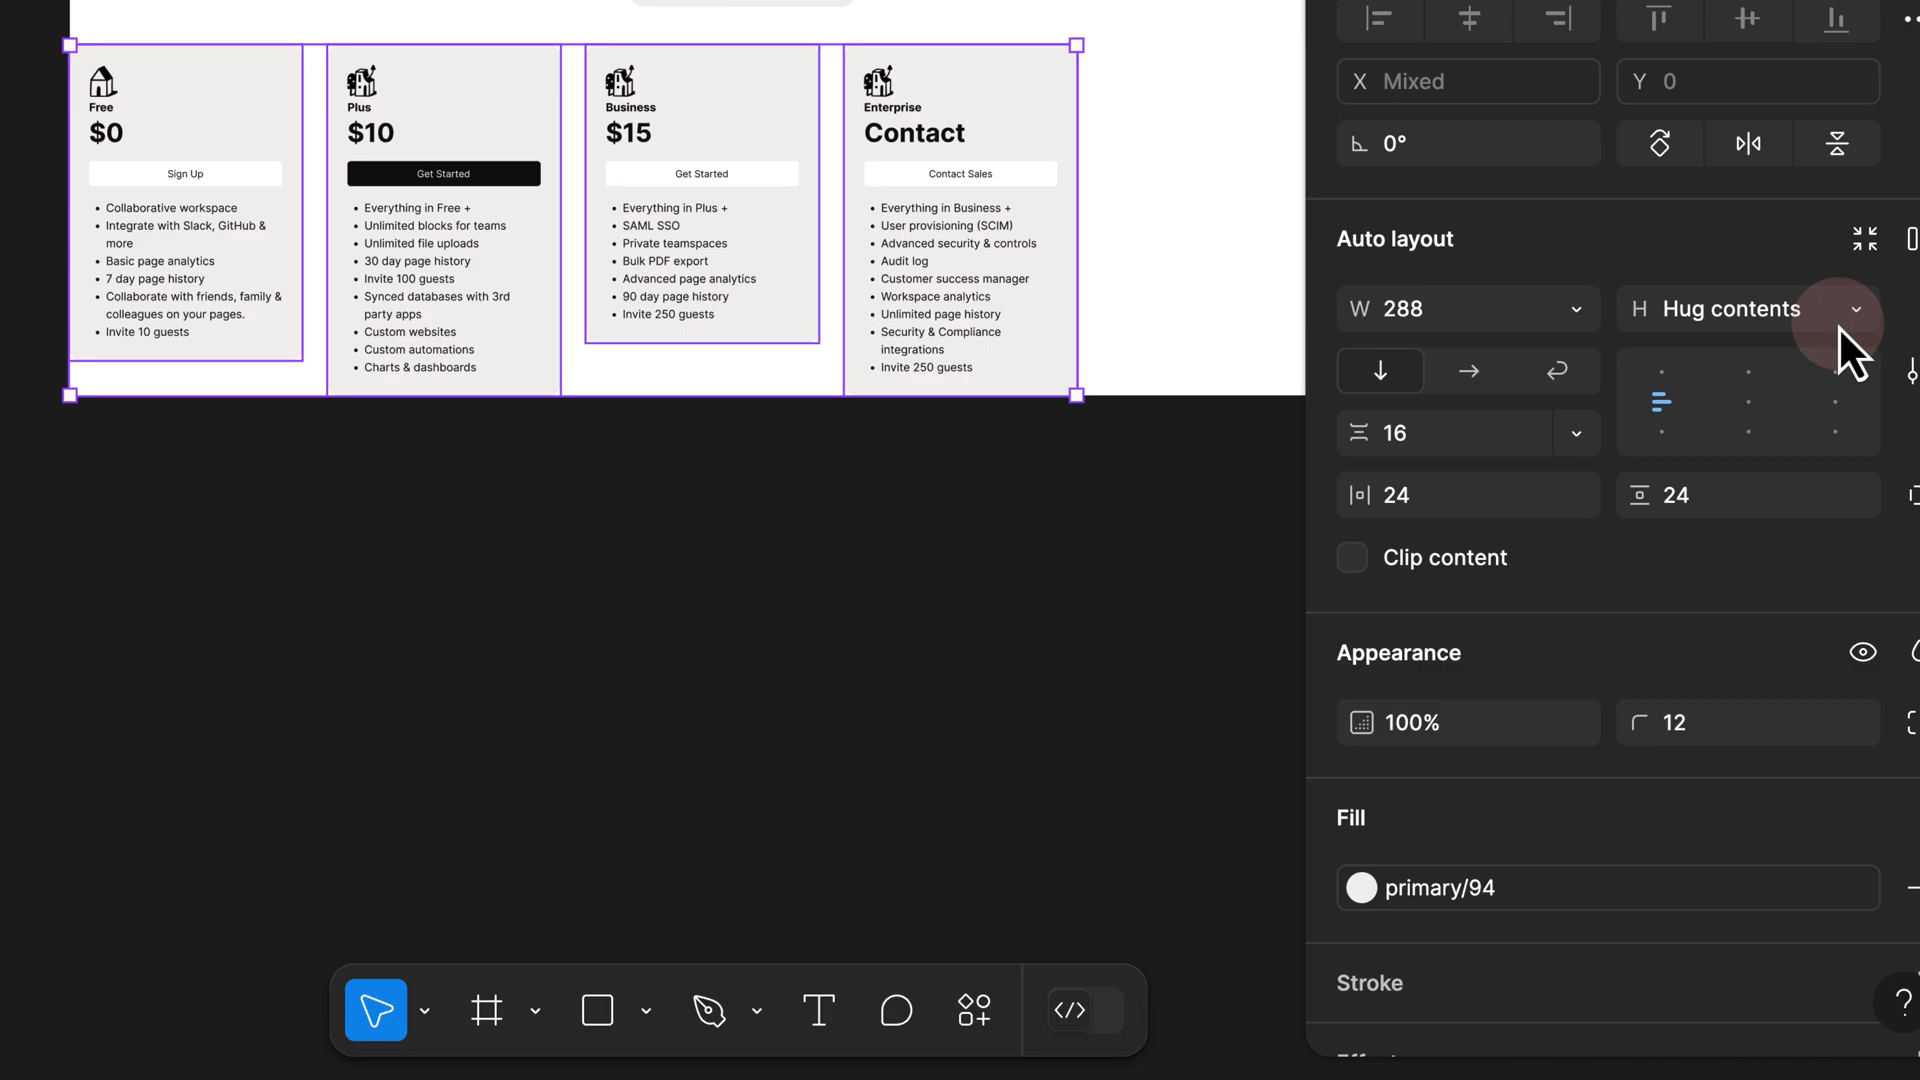 Free
$0
Sign Up
Collaborative workspace
Integrate with Slack, GitHub &
more
Basic page analytics
7 day page history
Collaborate with friends, family &
colleagues on your pages.
Invite 10 guests
Plus
$10
Get Started
Everything in Free +
Unlimited blocks for teams
Unlimited file uploads
30 day page history
Invite 100 guests
Synced databases with 3rd
party apps
Custom websites
Custom automations
Charts & dashboards
Business
$15
Get Started
Everything in Plus +
SAML SSO
Private teamspaces
Bulk PDF export
Advanced page analytics
90 day page history
Invite 250 guests
Enterprise
Contact
Contact Sales
Everything in Business +
User provisioning (SCIM)
Advanced security & controls
Audit log
Customer success manager
Workspace analytics
Unlimited page history
Security & Compliance
integrations
Invite 250 guests
X Mixed
Y 0
0°
Auto layout
W 288
H Hug contents
16
24
24
Clip content
Appearance
100%
12
Fill
primary/94
Stroke
?